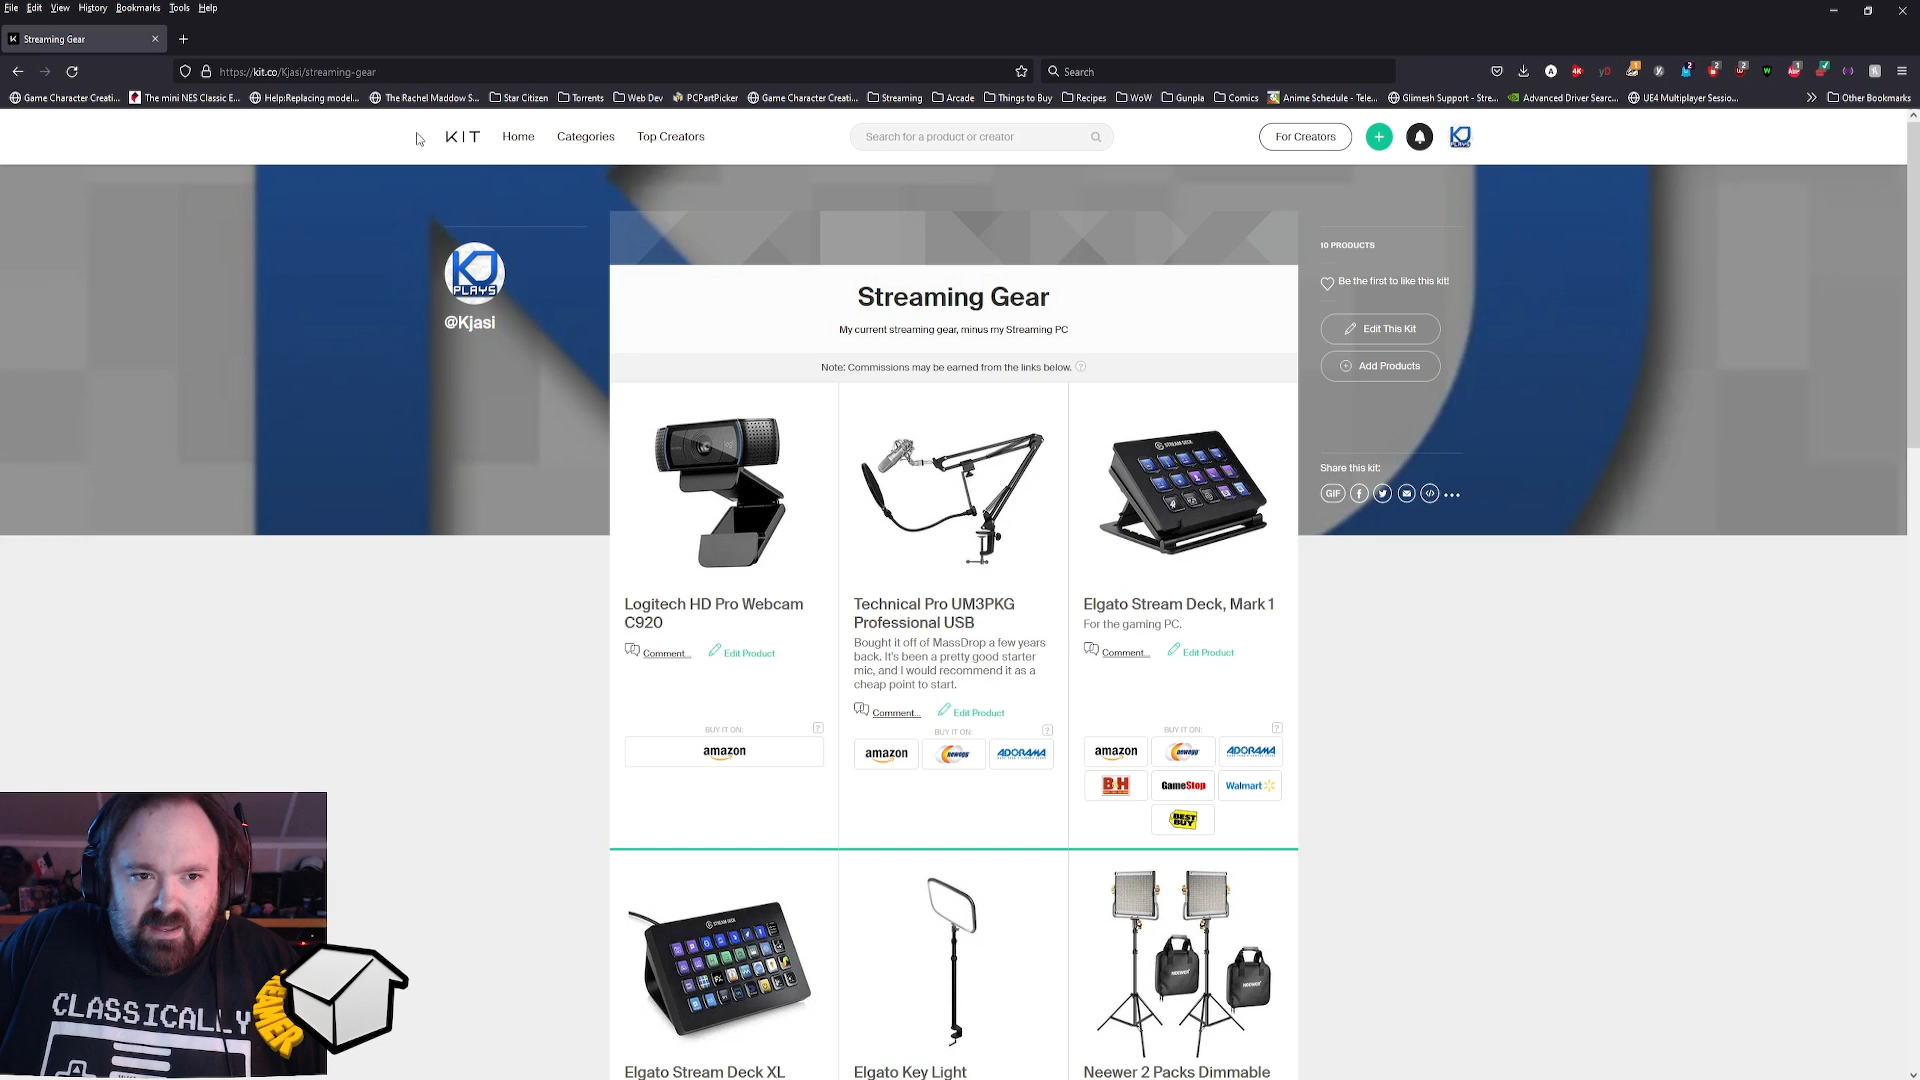 File Edit View History Bookmarks Tools Help
Streaming Gear
https://kit.co/Kjasi/streaming-gear
Search
Game Character Creati...
The mini NES Classic E...
Help:Replacing model...
The Rachel Maddow S...
Star Citizen
Torrents
Web Dev
PCPartPicker
Game Character Creati...
Streaming
Arcade
Things to Buy
Recipes
WoW
Gunpla
Comics
Anime Schedule - Tele...
Glimesh Support - Stre...
Advanced Driver Searc...
UE4 Multiplayer Sessio...
Other Bookmarks
KIT
Home
Categories
Top Creators
Search for a product or creator
For Creators
KJ
PLAYS
@Kjasi
Streaming Gear
My current streaming gear, minus my Streaming PC
Note: Commissions may be earned from the links below.
10 PRODUCTS
Be the first to like this kit!
Edit This Kit
Add Products
Share this kit:
GIF
Logitech HD Pro Webcam
C920
Comment...
Edit Product
BUY IT ON:
amazon
Technical Pro UM3PKG
Professional USB
Bought it off of MassDrop a few years
back. It's been a pretty good starter
mic, and I would recommend it as a
cheap point to start.
Comment...
Edit Product
BUY IT ON:
amazon
newegg
ADORAMA
STREAM DECK
Elgato Stream Deck, Mark 1
For the gaming PC.
Comment...
Edit Product
BUY IT ON:
amazon
newegg
ADORAMA
B&H
GameStop
Walmart
BEST
BUY
STREAM DECK
Elgato Stream Deck XL
Elgato Key Light
NEEWER
NEEWER
Neewer 2 Packs Dimmable
CLASSICALLY